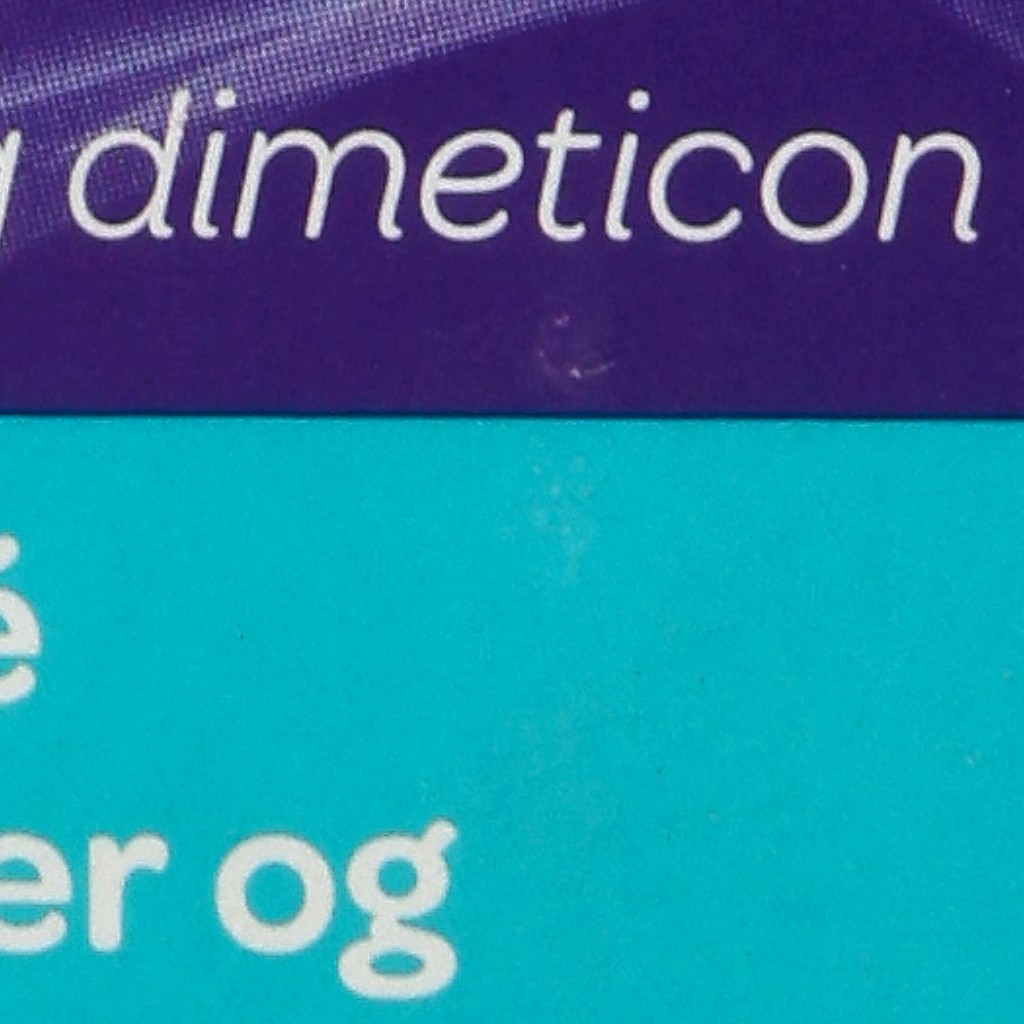 dimeticon
é
er og